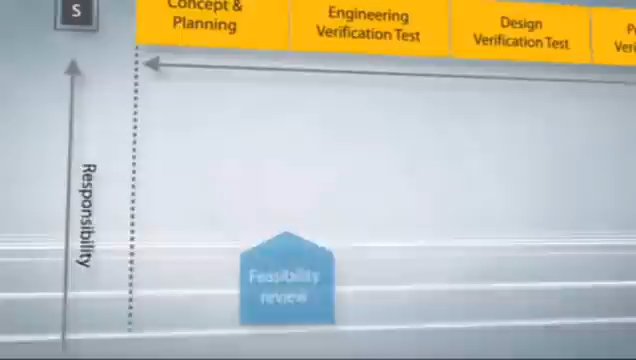 S
Concept &
Planning
Engineering
Verification Test
Design
Verification Test
Responsibility
Feasibility
review